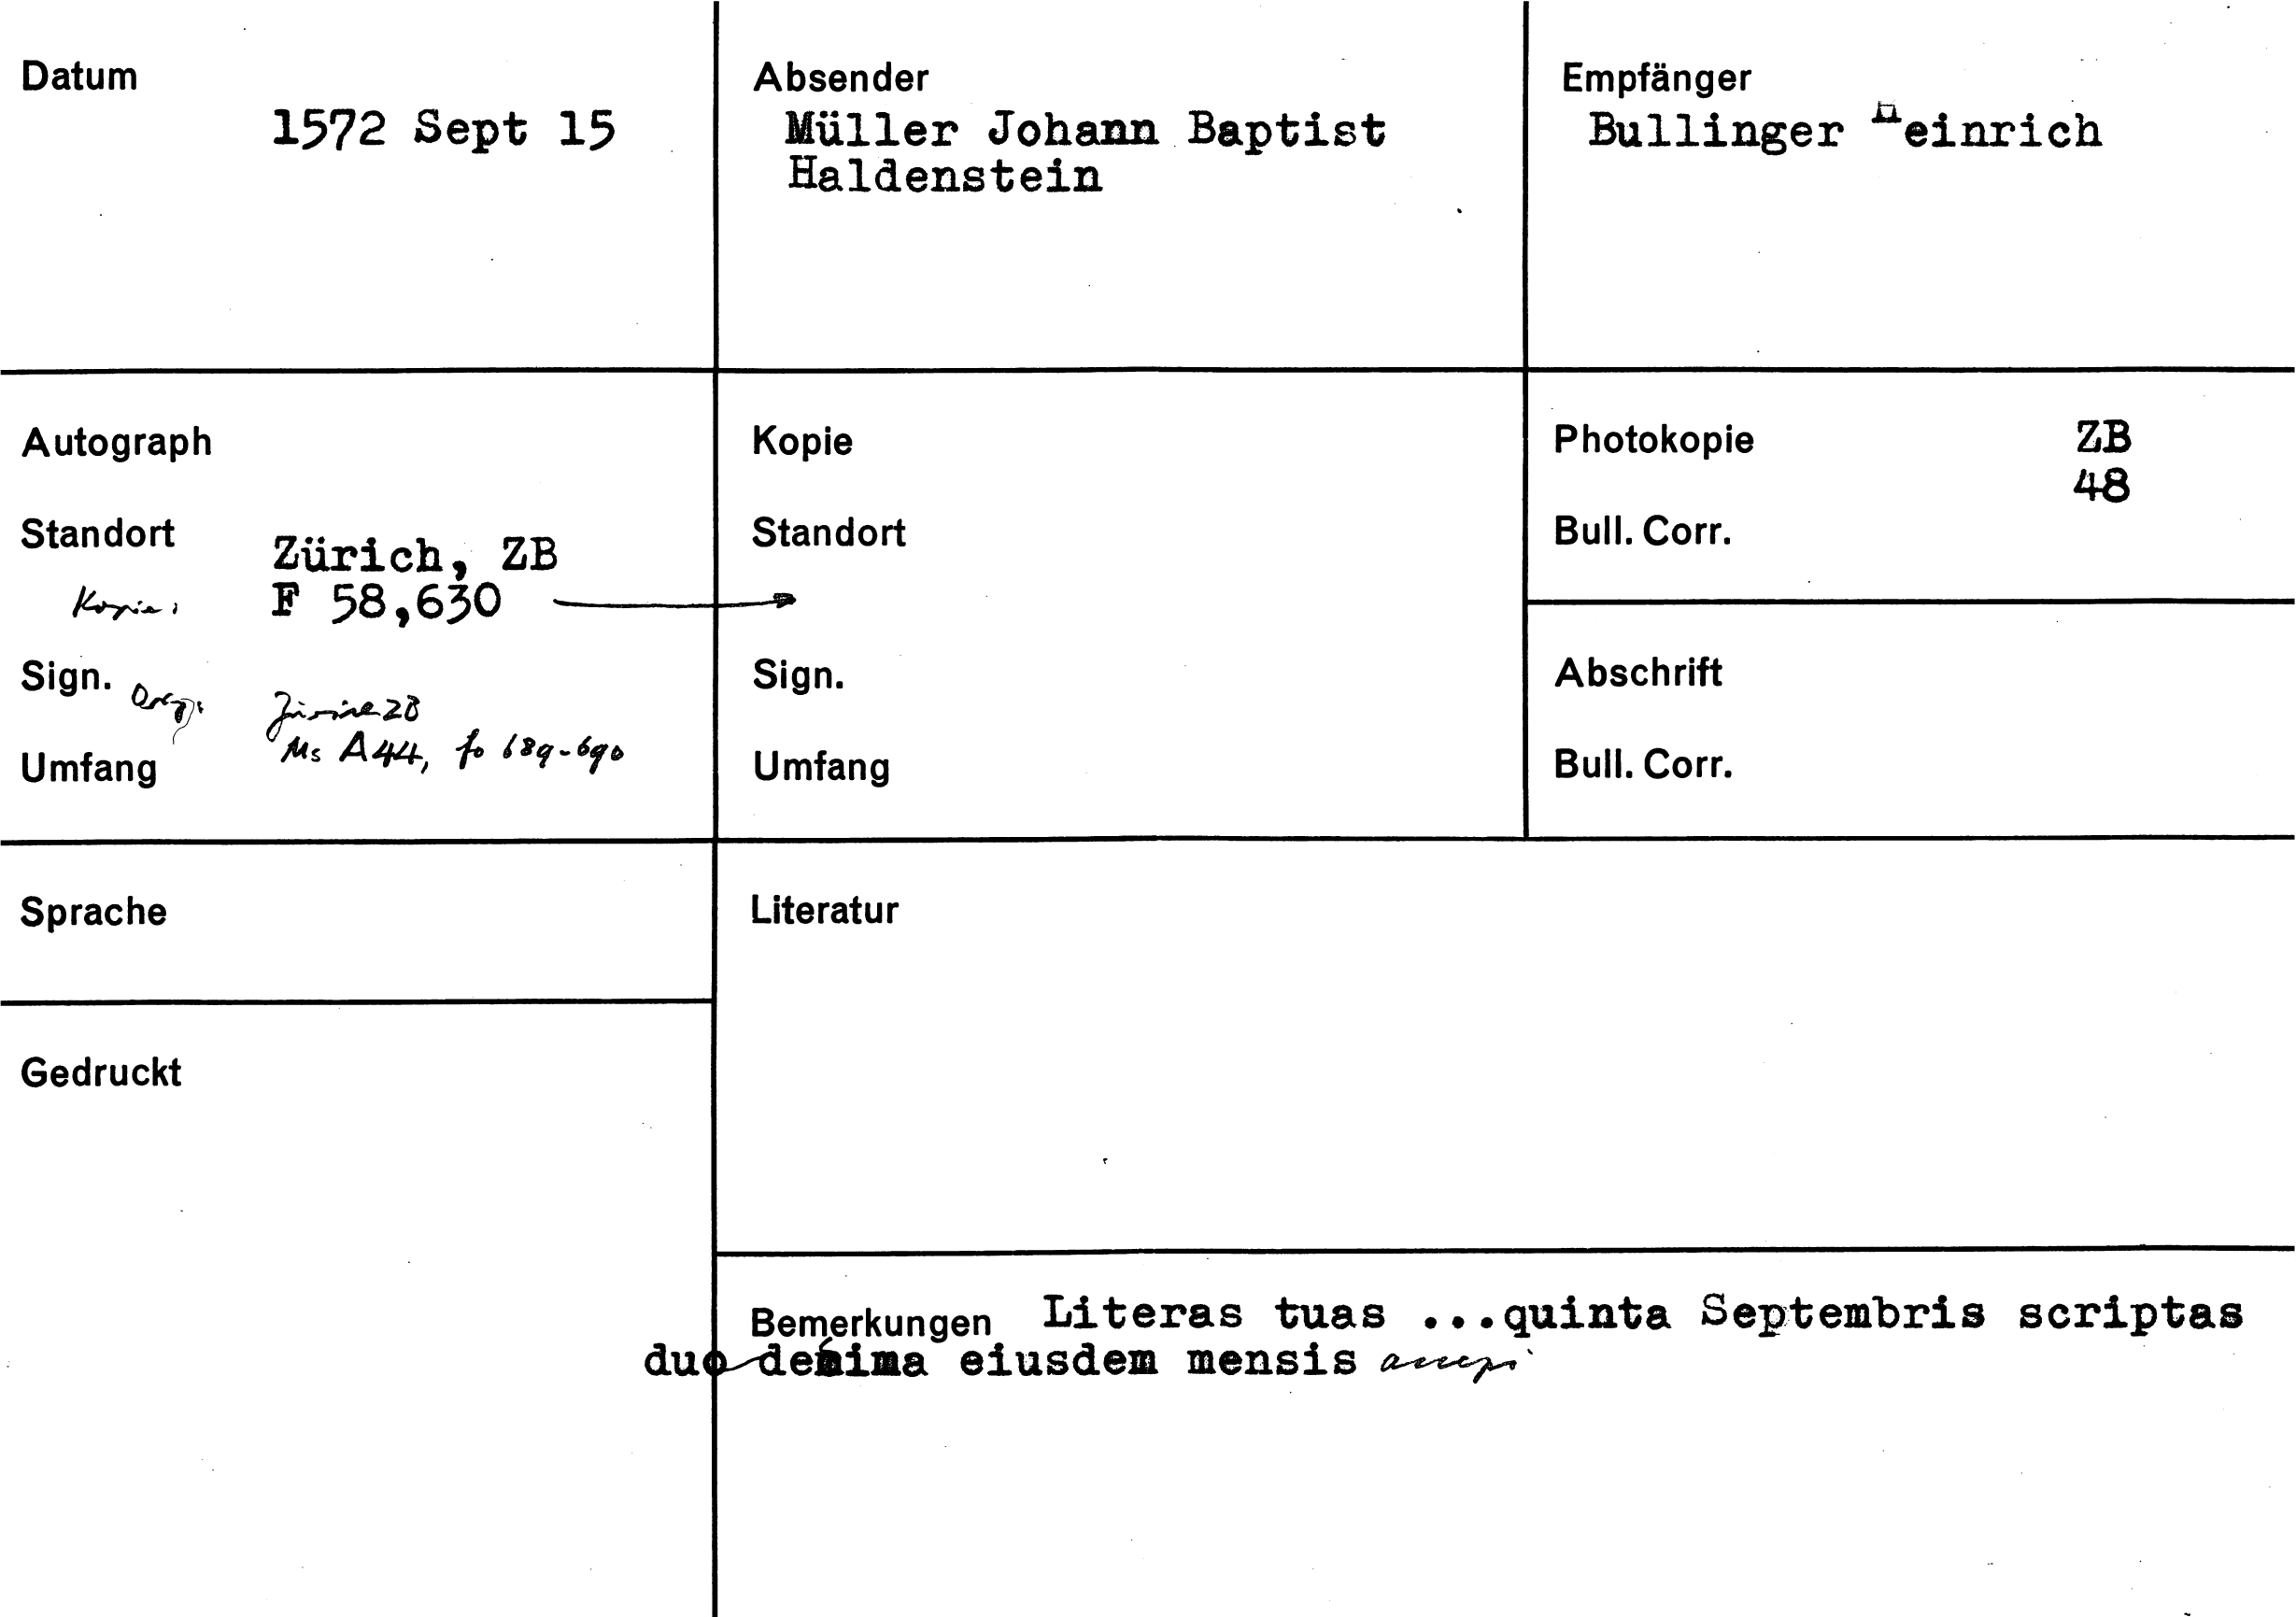 Datum
1572 Sept 15
Absender
Müller Johann Baptist
Haldenstein
Empfänger
Bullinger Heinrich
Autograph
Standort
Zürich, ZB
Kopie: F 58,630
Sign. Orig: Zürich ZB
Ms A44, fo 689-690
Umfang
Kopie
Standort
Sign.
Umfang
Photokopie ZB
48
Bull. Corr.
Abschrift
Bull. Corr.
Sprache
Gedruckt
Literatur
Bemerkungen Literas tuas ...quinta Septembris scriptas
duo decima eiusdem mensis accepi